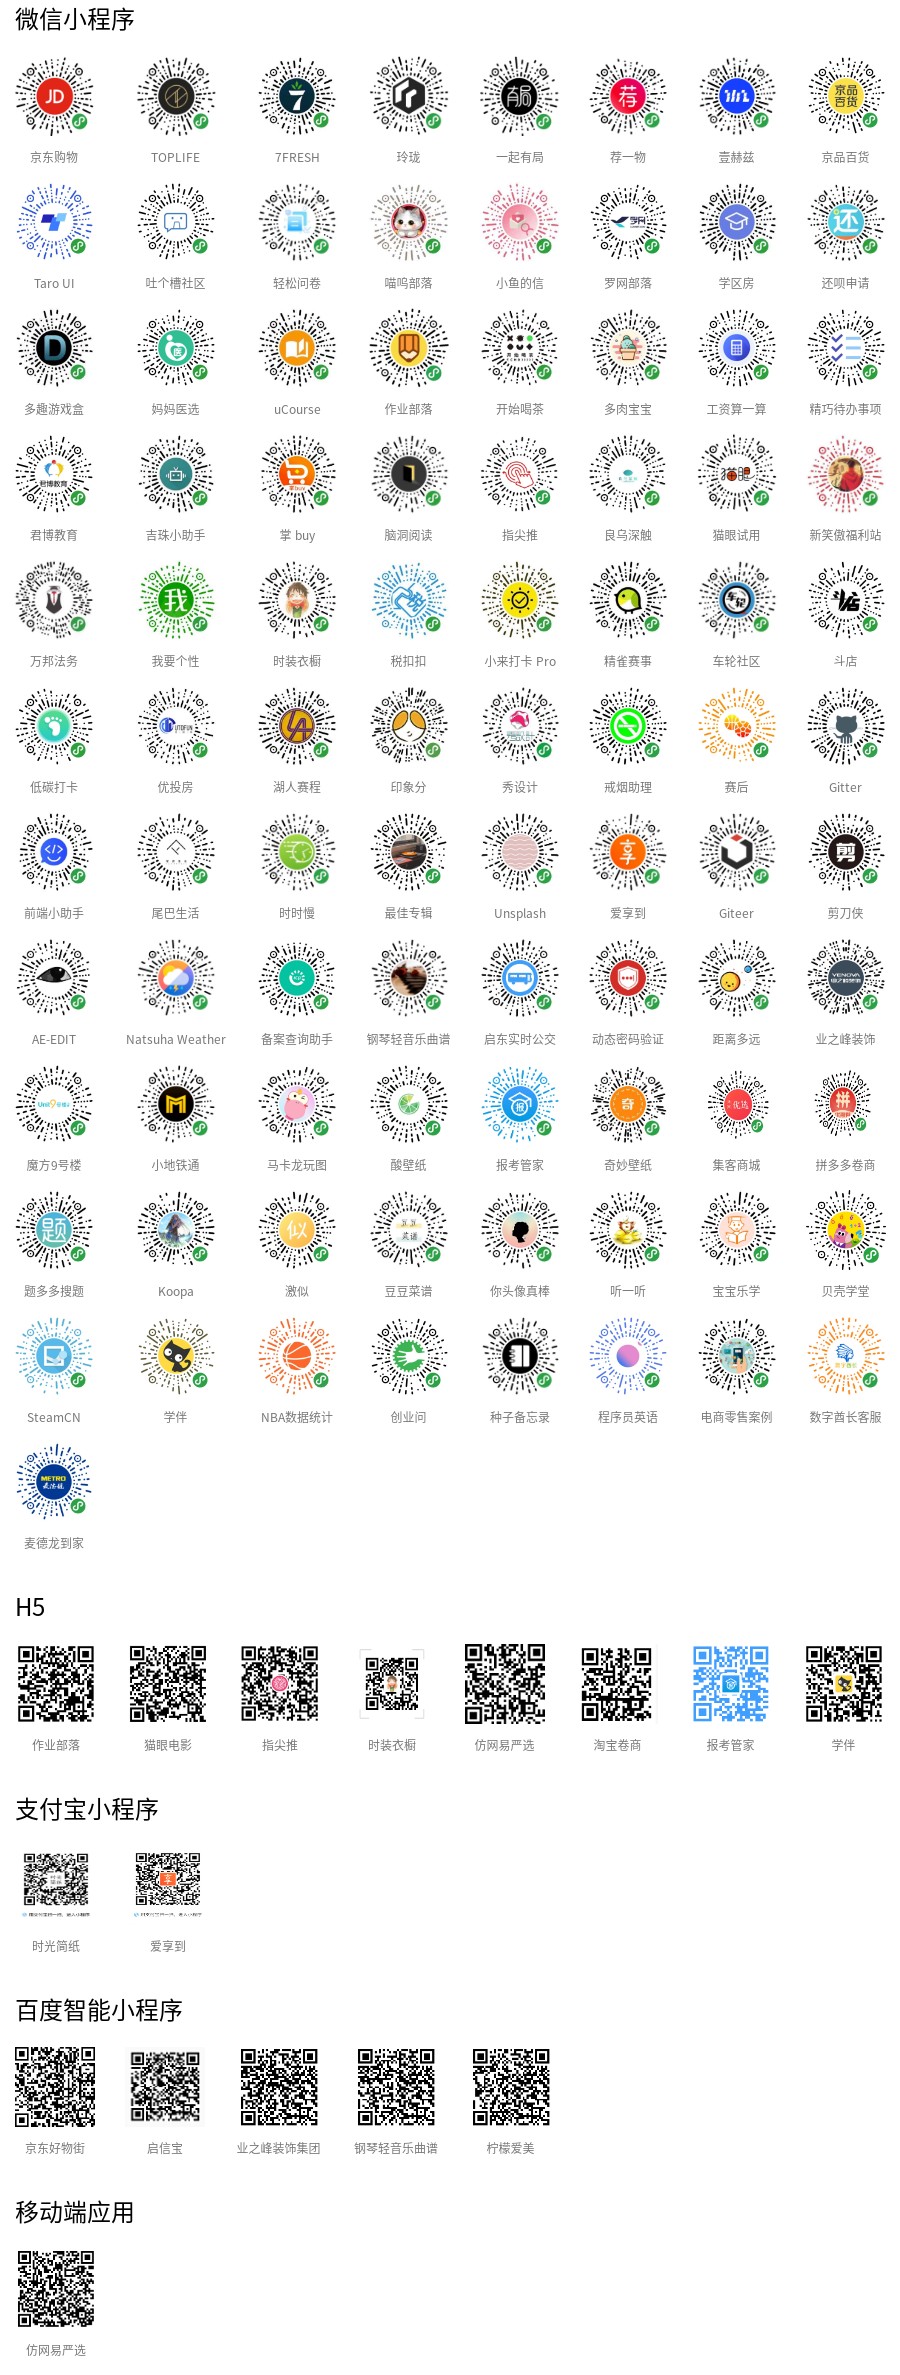 微信小程序
京东购物 TOPLIFE 7FRESH 玲珑 一起有局 荐一物 壹赫兹 京品百货
Taro UI 吐个槽社区 轻松问卷 喵呜部落 小鱼的信 罗网部落 学区房 还呗申请
多趣游戏盒 妈妈医选 uCourse 作业部落 开始喝茶 多肉宝宝 工资算一算 精巧待办事项
君博教育 吉珠小助手 掌 buy 脑洞阅读 指尖推 良乌深触 猫眼试用 新笑傲福利站
万邦法务 我要个性 时装衣橱 税扣扣 小来打卡 Pro 精雀赛事 车轮社区 斗店
低碳打卡 优投房 湖人赛程 印象分 秀设计 戒烟助理 赛后 Gitter
前端小助手 尾巴生活 时时慢 最佳专辑 Unsplash 爱享到 Giteer 剪刀侠
AE-EDIT Natsuha Weather 备案查询助手 钢琴轻音乐曲谱 启东实时公交 动态密码验证 距离多远 业之峰装饰
魔方9号楼 小地铁通 马卡龙玩图 酸壁纸 报考管家 奇妙壁纸 集客商城 拼多多卷商
题多多搜题 Koopa 激似 豆豆菜谱 你头像真棒 听一听 宝宝乐学 贝壳学堂
SteamCN 学伴 NBA数据统计 创业问 种子备忘录 程序员英语 电商零售案例 数字酋长客服
麦德龙到家
H5
作业部落 猫眼电影 指尖推 时装衣橱 仿网易严选 淘宝卷商 报考管家 学伴
支付宝小程序
时光简纸 爱享到
百度智能小程序
京东好物街 启信宝 业之峰装饰集团 钢琴轻音乐曲谱 柠檬爱美
移动端应用
仿网易严选